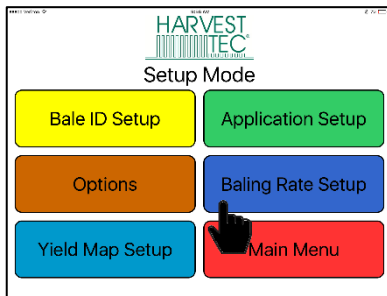 HARVEST
TEC
Setup Mode
Bale ID Setup
Application Setup
Options
Baling Rate Setup
Yield Map Setup
Main Menu